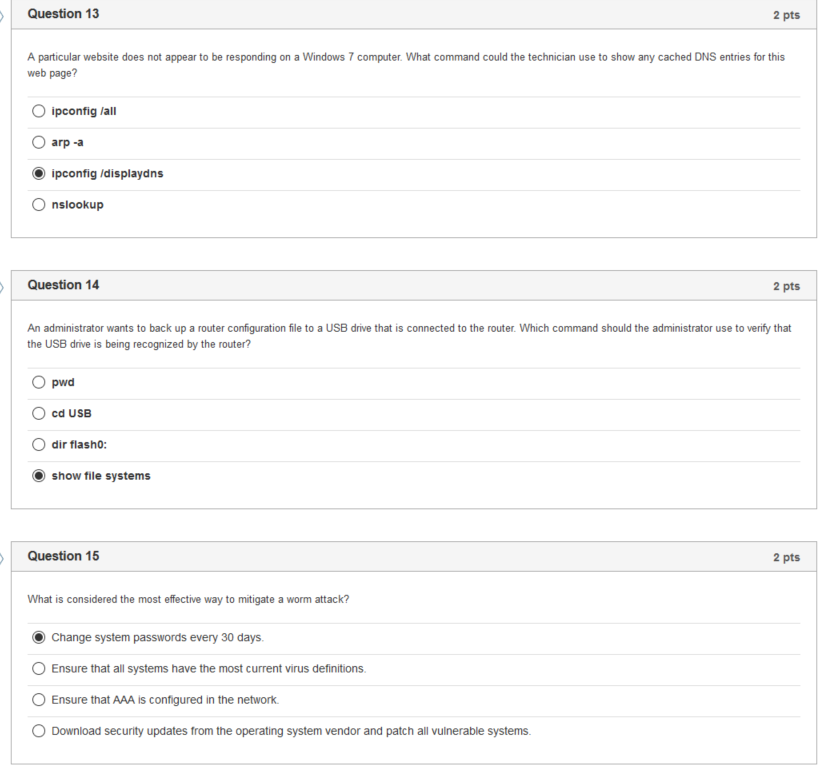 Question 13
2 pts
A particular website does not appear to be responding on a Windows 7 computer. What command could the technician use to show any cached DNS entries for this
web page?
ipconfig /all
arp -a
ipconfig /displaydns
nslookup
Question 14
2 pts
An administrator wants to back up a router configuration file to a USB drive that is connected to the router. Which command should the administrator use to verify that
the USB drive is being recognized by the router?
pwd
cd USB
dir flash0:
show file systems
Question 15
2 pts
What is considered the most effective way to mitigate a worm attack?
Change system passwords every 30 days.
Ensure that all systems have the most current virus definitions.
Ensure that AAA is configured in the network.
Download security updates from the operating system vendor and patch all vulnerable systems.